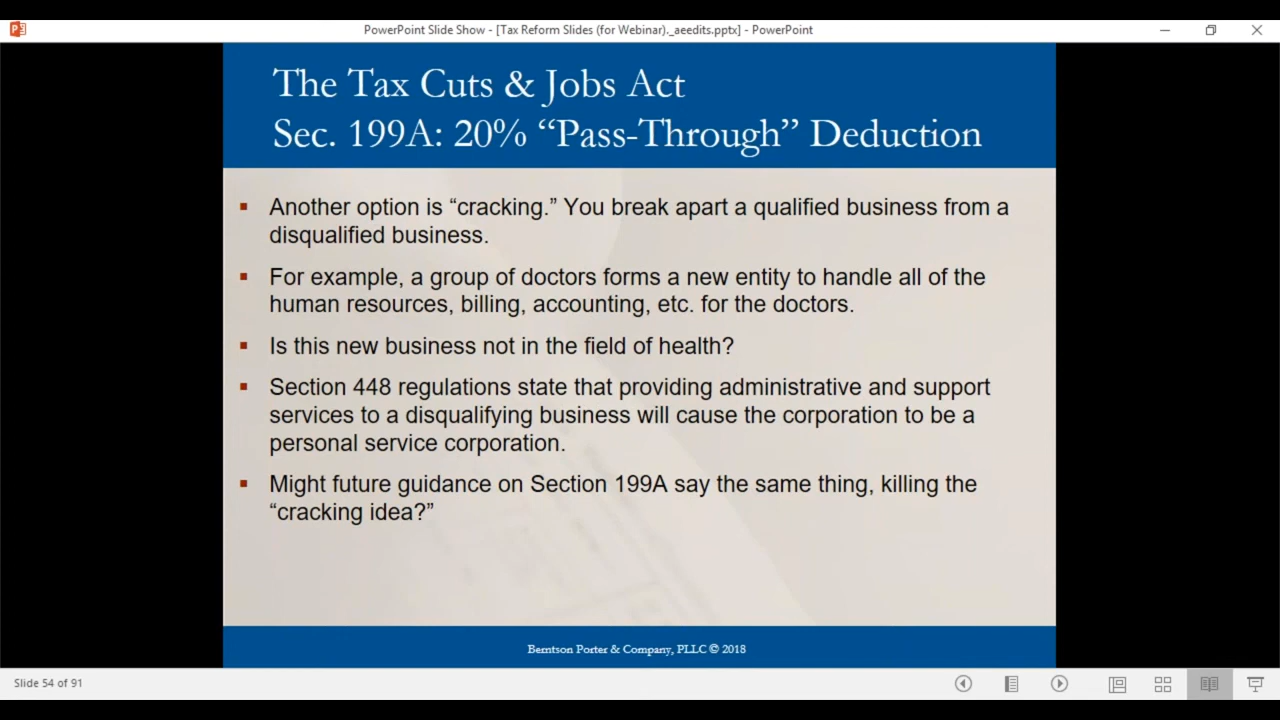 PowerPoint Slide Show - [Tax Reform Slides (for Webinar)._aeedits.pptx] - PowerPoint
The Tax Cuts & Jobs Act
Sec. 199A: 20% “Pass-Through” Deduction
Another option is “cracking.” You break apart a qualified business from a
disqualified business.
For example, a group of doctors forms a new entity to handle all of the
human resources, billing, accounting, etc. for the doctors.
Is this new business not in the field of health?
Section 448 regulations state that providing administrative and support
services to a disqualifying business will cause the corporation to be a
personal service corporation.
Might future guidance on Section 199A say the same thing, killing the
“cracking idea?”
Berntson Porter & Company, PLLC © 2018
Slide 54 of 91